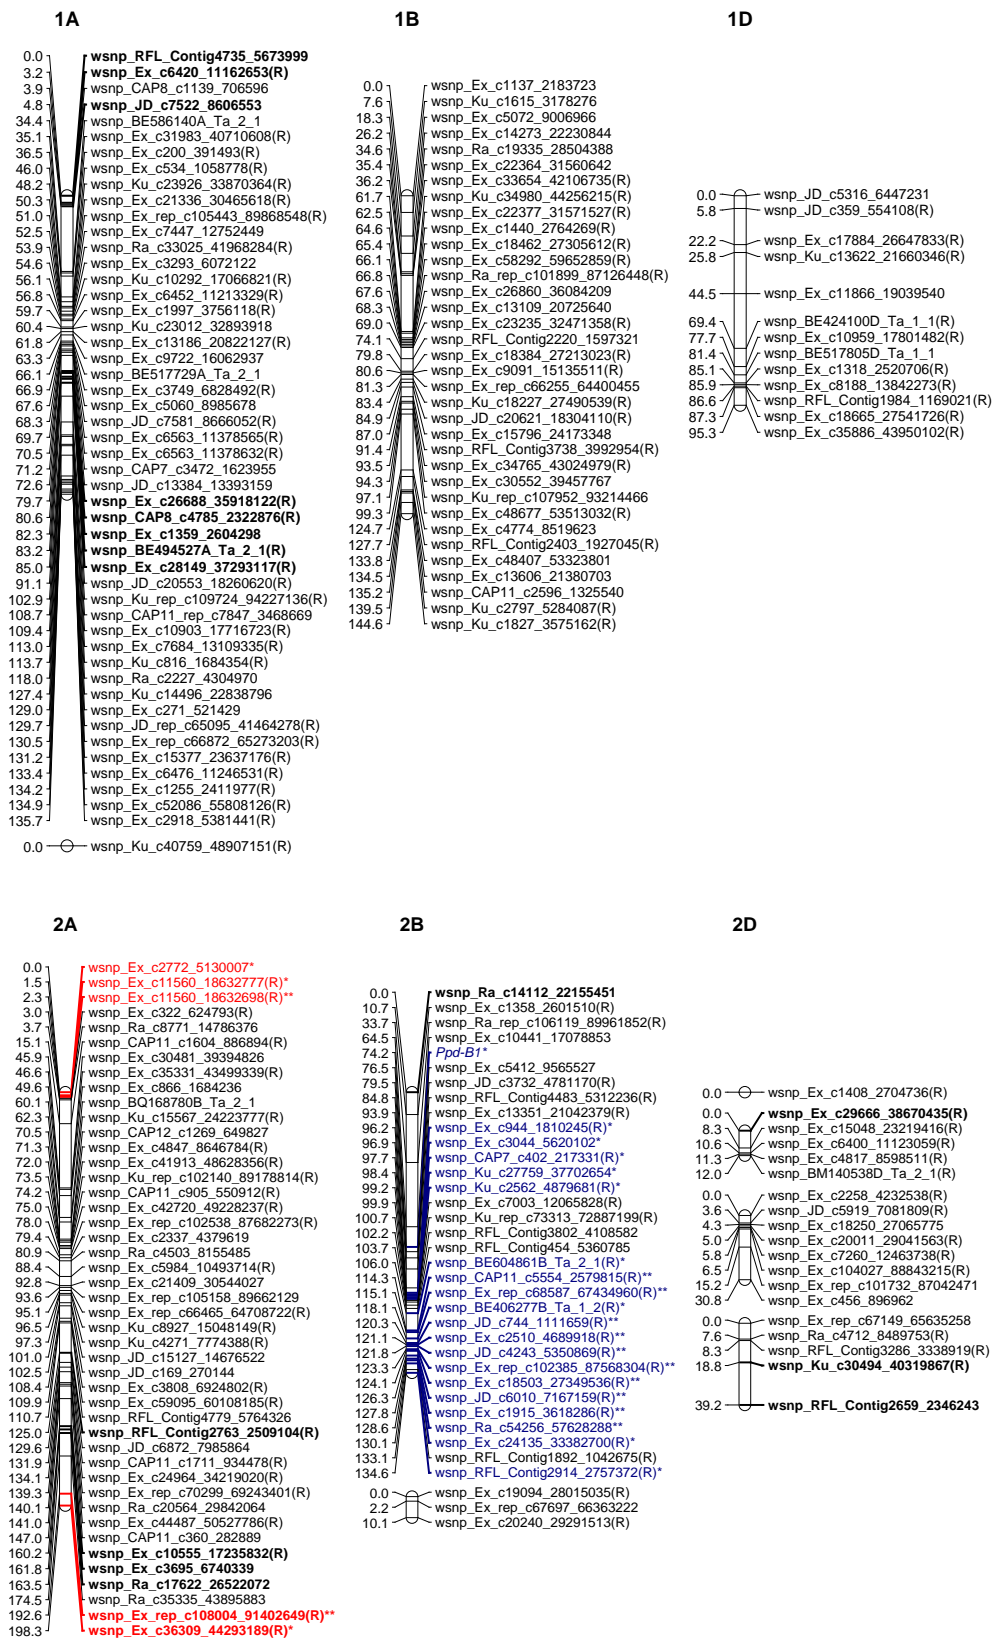 1A
0.0 wsnp_RFL_Contig4735_5673999
3.2 wsnp_Ex_c6420_11162653(R)
3.9 wsnp_CAP8_c1139_706596
4.8 wsnp_JD_c7522_8606553
34.4 wsnp_BE586140A_Ta_2_1
35.1 wsnp_Ex_c31983_40710608(R)
36.5 wsnp_Ex_c200_391493(R)
46.0 wsnp_Ex_c534_1058778(R)
48.2 wsnp_Ku_c23926_33870364(R)
50.3 wsnp_Ex_c21336_30465618(R)
51.0 wsnp_Ex_rep_c105443_89868548(R)
52.5 wsnp_Ex_c7447_12752449
53.9 wsnp_Ra_c33025_41968284(R)
54.6 wsnp_Ex_c3293_6072122
56.1 wsnp_Ku_c10292_17066821(R)
56.8 wsnp_Ex_c6452_11213329(R)
59.7 wsnp_Ex_c1997_3756118(R)
60.4 wsnp_Ku_c23012_32893918
61.8 wsnp_Ex_c13186_20822127(R)
63.3 wsnp_Ex_c9722_16062937
66.1 wsnp_BE517729A_Ta_2_1
66.9 wsnp_Ex_c3749_6828492(R)
67.6 wsnp_Ex_c5060_8985678
68.3 wsnp_JD_c7581_8666052(R)
69.7 wsnp_Ex_c6563_11378565(R)
70.5 wsnp_Ex_c6563_11378632(R)
71.2 wsnp_CAP7_c3472_1623955
72.6 wsnp_JD_c13384_13393159
79.7 wsnp_Ex_c26688_35918122(R)
80.6 wsnp_CAP8_c4785_2322876(R)
82.3 wsnp_Ex_c1359_2604298
83.2 wsnp_BE494527A_Ta_2_1(R)
85.0 wsnp_Ex_c28149_37293117(R)
91.1 wsnp_JD_c20553_18260620(R)
102.9 wsnp_Ku_rep_c109724_94227136(R)
108.7 wsnp_CAP11_rep_c7847_3468669
109.4 wsnp_Ex_c10903_17716723(R)
113.0 wsnp_Ex_c7684_13109335(R)
113.7 wsnp_Ku_c816_1684354(R)
118.0 wsnp_Ra_c2227_4304970
127.4 wsnp_Ku_c14496_22838796
129.0 wsnp_Ex_c271_521429
129.7 wsnp_JD_rep_c65095_41464278(R)
130.5 wsnp_Ex_rep_c66872_65273203(R)
131.2 wsnp_Ex_c15377_23637176(R)
133.4 wsnp_Ex_c6476_11246531(R)
134.2 wsnp_Ex_c1255_2411977(R)
134.9 wsnp_Ex_c52086_55808126(R)
135.7 wsnp_Ex_c2918_5381441(R)
0.0 wsnp_Ku_c40759_48907151(R)
1B
0.0 wsnp_Ex_c1137_2183723
7.6 wsnp_Ku_c1615_3178276
18.3 wsnp_Ex_c5072_9006966
26.2 wsnp_Ex_c14273_22230844
34.6 wsnp_Ra_c19335_28504388
35.4 wsnp_Ex_c22364_31560642
36.2 wsnp_Ex_c33654_42106735(R)
61.7 wsnp_Ku_c34980_44256215(R)
62.5 wsnp_Ex_c22377_31571527(R)
64.6 wsnp_Ex_c1440_2764269(R)
65.4 wsnp_Ex_c18462_27305612(R)
66.1 wsnp_Ex_c58292_59652859(R)
66.8 wsnp_Ra_rep_c101899_87126448(R)
67.6 wsnp_Ex_c26860_36084209
68.3 wsnp_Ex_c13109_20725640
69.0 wsnp_Ex_c23235_32471358(R)
74.1 wsnp_RFL_Contig2220_1597321
79.8 wsnp_Ex_c18384_27213023(R)
80.6 wsnp_Ex_c9091_15135511(R)
81.3 wsnp_Ex_rep_c66255_64400455
83.4 wsnp_Ku_c18227_27490539(R)
84.9 wsnp_JD_c20621_18304110(R)
87.0 wsnp_Ex_c15796_24173348
91.4 wsnp_RFL_Contig3738_3992954(R)
93.5 wsnp_Ex_c34765_43024979(R)
94.3 wsnp_Ex_c30552_39457767
97.1 wsnp_Ku_rep_c107952_93214466
99.3 wsnp_Ex_c48677_53513032(R)
124.7 wsnp_Ex_c4774_8519623
127.7 wsnp_RFL_Contig2403_1927045(R)
133.8 wsnp_Ex_c48407_53323801
134.5 wsnp_Ex_c13606_21380703
135.2 wsnp_CAP11_c2596_1325540
139.5 wsnp_Ku_c2797_5284087(R)
144.6 wsnp_Ku_c1827_3575162(R)
1D
0.0 wsnp_JD_c5316_6447231
5.8 wsnp_JD_c359_554108(R)
22.2 wsnp_Ex_c17884_26647833(R)
25.8 wsnp_Ku_c13622_21660346(R)
44.5 wsnp_Ex_c11866_19039540
69.4 wsnp_BE424100D_Ta_1_1(R)
77.7 wsnp_Ex_c10959_17801482(R)
81.4 wsnp_BE517805D_Ta_1_1
85.1 wsnp_Ex_c1318_2520706(R)
85.9 wsnp_Ex_c8188_13842273(R)
86.6 wsnp_RFL_Contig1984_1169021(R)
87.3 wsnp_Ex_c18665_27541726(R)
95.3 wsnp_Ex_c35886_43950102(R)
2A
0.0 wsnp_Ex_c2772_5130007*
1.5 wsnp_Ex_c11560_18632777(R)*
2.3 wsnp_Ex_c11560_18632698(R)**
3.0 wsnp_Ex_c322_624793(R)
3.7 wsnp_Ra_c8771_14786376
15.1 wsnp_CAP11_c1604_886894(R)
45.9 wsnp_Ex_c30481_39394826
46.6 wsnp_Ex_c35331_43499339(R)
49.6 wsnp_Ex_c866_1684236
60.1 wsnp_BQ168780B_Ta_2_1
62.3 wsnp_Ku_c15567_24223777(R)
70.5 wsnp_CAP12_c1269_649827
71.3 wsnp_Ex_c4847_8646784(R)
72.0 wsnp_Ex_c41913_48628356(R)
73.5 wsnp_Ku_rep_c102140_89178814(R)
74.2 wsnp_CAP11_c905_550912(R)
75.0 wsnp_Ex_c42720_49228237(R)
78.0 wsnp_Ex_rep_c102538_87682273(R)
79.4 wsnp_Ex_c2337_4379619
80.9 wsnp_Ra_c4503_8155485
88.4 wsnp_Ex_c5984_10493714(R)
92.8 wsnp_Ex_c21409_30544027
93.6 wsnp_Ex_rep_c105158_89662129
95.1 wsnp_Ex_rep_c66465_64708722(R)
96.5 wsnp_Ku_c8927_15048149(R)
97.3 wsnp_Ku_c4271_7774388(R)
101.0 wsnp_JD_c15127_14676522
102.5 wsnp_JD_c169_270144
108.4 wsnp_Ex_c3808_6924802(R)
109.9 wsnp_Ex_c59095_60108185(R)
110.7 wsnp_RFL_Contig4779_5764326
125.0 wsnp_RFL_Contig2763_2509104(R)
129.6 wsnp_JD_c6872_7985864
131.9 wsnp_CAP11_c1711_934478(R)
134.1 wsnp_Ex_c24964_34219020(R)
139.3 wsnp_Ex_rep_c70299_69243401(R)
140.1 wsnp_Ra_c20564_29842064
141.0 wsnp_Ex_c44487_50527786(R)
147.0 wsnp_CAP11_c360_282889
160.2 wsnp_Ex_c10555_17235832(R)
161.8 wsnp_Ex_c3695_6740339
163.5 wsnp_Ra_c17622_26522072
174.5 wsnp_Ra_c35335_43895883
192.6 wsnp_Ex_rep_c108004_91402649(R)**
198.3 wsnp_Ex_c36309_44293189(R)*
2B
0.0 wsnp_Ra_c14112_22155451
10.7 wsnp_Ex_c1358_2601510(R)
33.7 wsnp_Ra_rep_c106119_89961852(R)
64.5 wsnp_Ex_c10441_17078853
74.2 Ppd-B1*
76.5 wsnp_Ex_c5412_9565527
79.5 wsnp_JD_c3732_4781170(R)
84.8 wsnp_RFL_Contig4483_5312236(R)
93.9 wsnp_Ex_c13351_21042379(R)
96.2 wsnp_Ex_c944_1810245(R)*
96.9 wsnp_Ex_c3044_5620102*
97.7 wsnp_CAP7_c402_217331(R)*
98.4 wsnp_Ku_c27759_37702654*
99.2 wsnp_Ku_c2562_4879681(R)*
99.9 wsnp_Ex_c7003_12065828(R)
100.7 wsnp_Ku_rep_c73313_72887199(R)
102.2 wsnp_RFL_Contig3802_4108582
103.7 wsnp_RFL_Contig454_5360785
106.0 wsnp_BE604861B_Ta_2_1(R)*
114.3 wsnp_CAP11_c5554_2579815(R)**
115.1 wsnp_Ex_rep_c68587_67434960(R)**
118.1 wsnp_BE406277B_Ta_1_2(R)*
120.3 wsnp_JD_c744_1111659(R)**
121.1 wsnp_Ex_c2510_4689918(R)**
121.8 wsnp_JD_c4243_5350869(R)**
123.3 wsnp_Ex_rep_c102385_87568304(R)**
124.1 wsnp_Ex_c18503_27349536(R)**
126.3 wsnp_JD_c6010_7167159(R)**
127.8 wsnp_Ex_c1915_3618286(R)**
128.6 wsnp_Ra_c54256_57628288**
130.1 wsnp_Ex_c24135_33382700(R)*
133.1 wsnp_RFL_Contig1892_1042675(R)
134.6 wsnp_RFL_Contig2914_2757372(R)*
0.0 wsnp_Ex_c19094_28015035(R)
2.2 wsnp_Ex_rep_c67697_66363222
10.1 wsnp_Ex_c20240_29291513(R)
2D
0.0 wsnp_Ex_c1408_2704736(R)
0.0 wsnp_Ex_c29666_38670435(R)
8.3 wsnp_Ex_c15048_23219416(R)
10.6 wsnp_Ex_c6400_11123059(R)
11.3 wsnp_Ex_c4817_8598511(R)
12.0 wsnp_BM140538D_Ta_2_1(R)
0.0 wsnp_Ex_c2258_4232538(R)
3.6 wsnp_JD_c5919_7081809(R)
4.3 wsnp_Ex_c18250_27065775
5.0 wsnp_Ex_c20011_29041563(R)
5.8 wsnp_Ex_c7260_12463738(R)
6.5 wsnp_Ex_c104027_88843215(R)
15.2 wsnp_Ex_rep_c101732_87042471
30.8 wsnp_Ex_c456_896962
0.0 wsnp_Ex_rep_c67149_65635258
7.6 wsnp_Ra_c4712_8489753(R)
8.3 wsnp_RFL_Contig3286_3338919(R)
18.8 wsnp_Ku_c30494_40319867(R)
39.2 wsnp_RFL_Contig2659_2346243